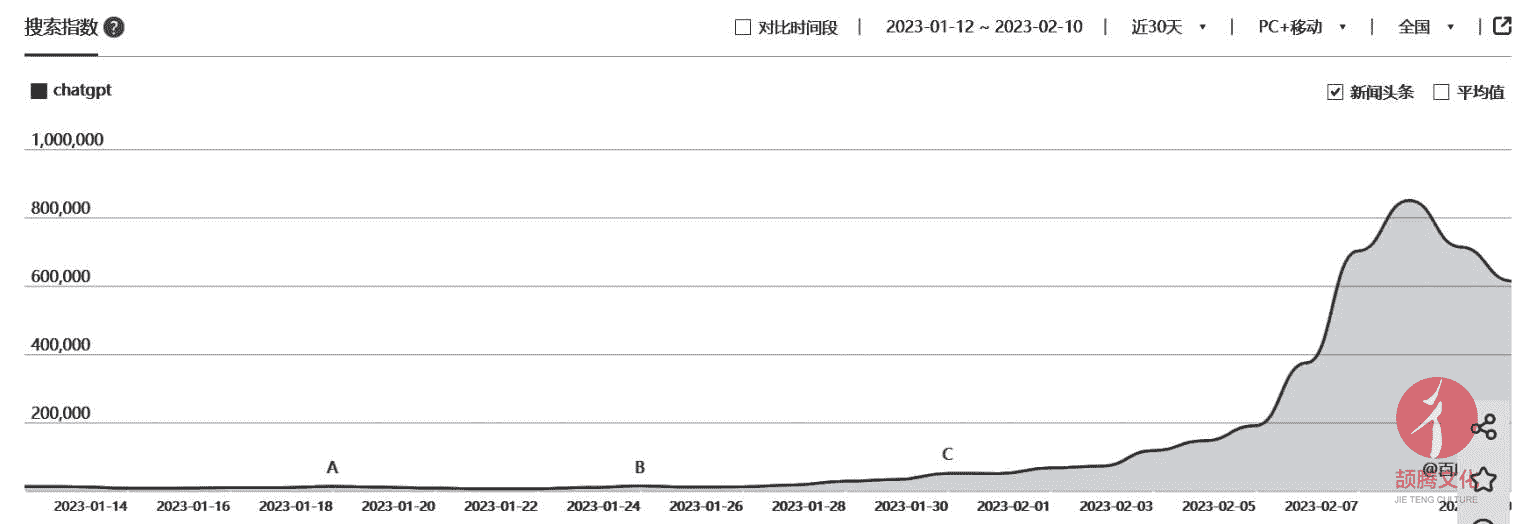 搜索指数 ?
对比时间段 | 2023-01-12 ~ 2023-02-10 | 近30天 | PC+移动 | 全国 |
chatgpt
新闻头条 平均值
1,000,000
800,000
600,000
400,000
200,000
A
B
C
@百
颉腾文化
JIE TENG CULTURE
2023-01-14 2023-01-16 2023-01-18 2023-01-20 2023-01-22 2023-01-24 2023-01-26 2023-01-28 2023-01-30 2023-02-01 2023-02-03 2023-02-05 2023-02-07